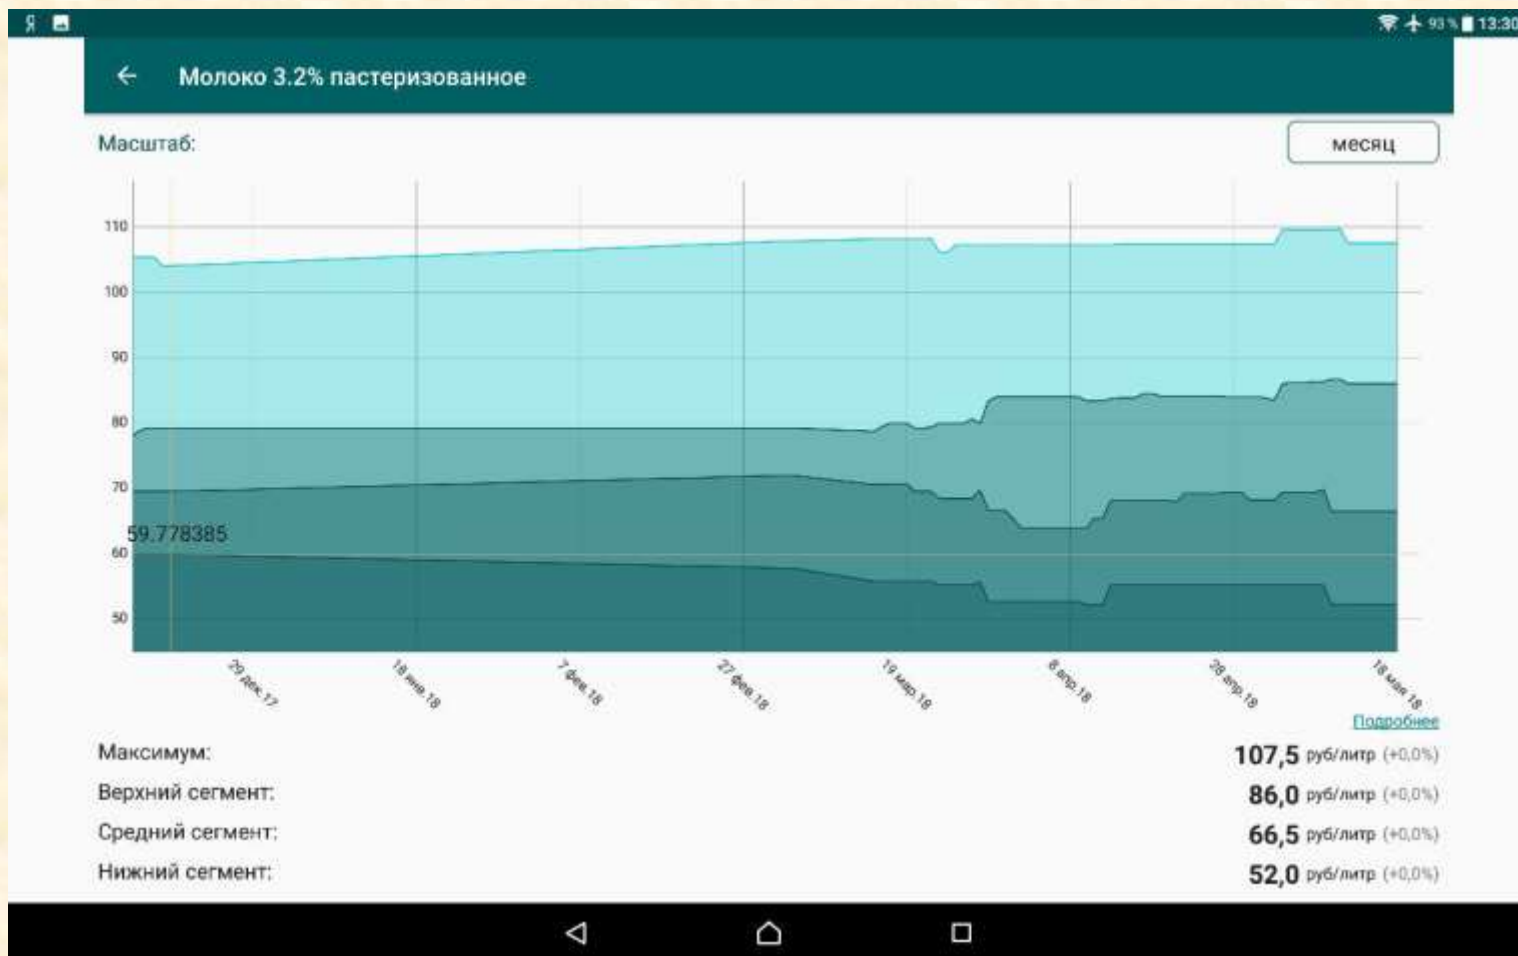 Я 93 % 13:30
Молоко 3.2% пастеризованное
Масштаб: месяц
110
100
90
80
70
59.778385
60
50
29 дек.17 18 янв.18 7 фев.18 27 фев.18 19 мар.18 8 апр.18 28 апр.18 18 мая 18
Подробнее
Максимум: 107,5 руб/литр (+0,0%)
Верхний сегмент: 86,0 руб/литр (+0,0%)
Средний сегмент: 66,5 руб/литр (+0,0%)
Нижний сегмент: 52,0 руб/литр (+0,0%)